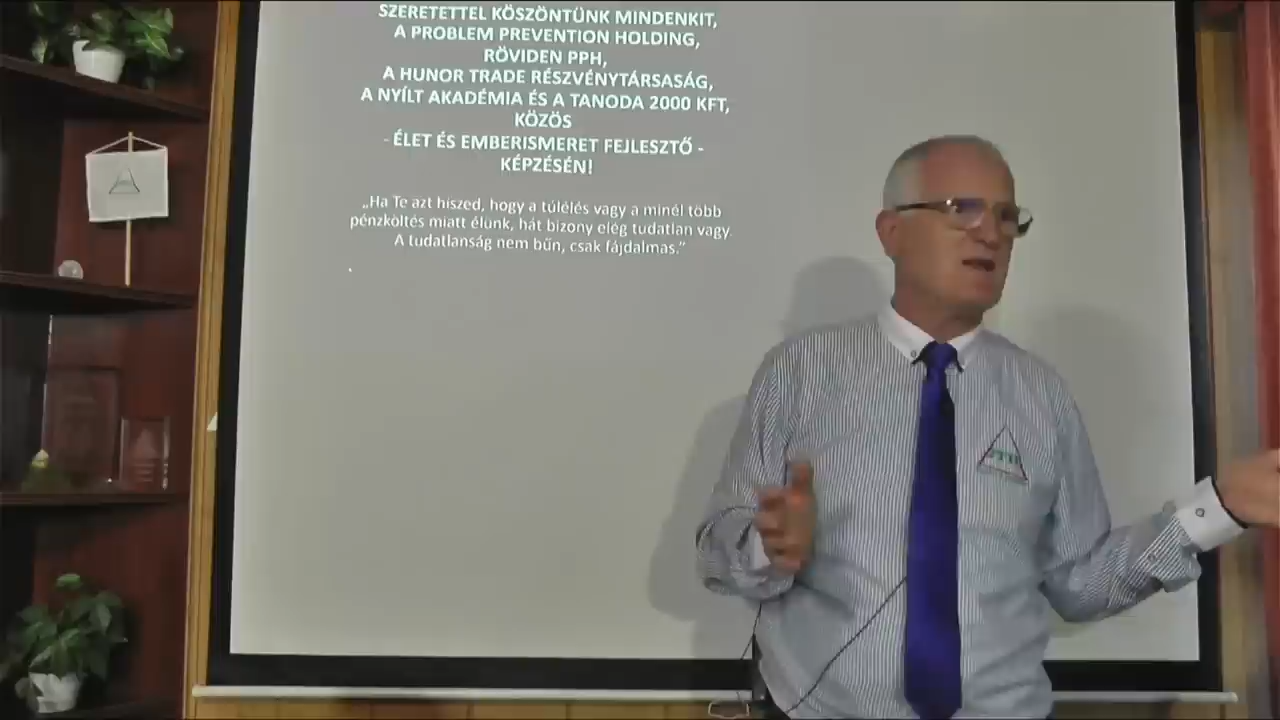 SZERETETTEL KÖSZÖNTÜNK MINDENKIT,
A PROBLEM PREVENTION HOLDING,
RÖVIDEN PPH,
A HUNOR TRADE RÉSZVÉNYTÁRSASÁG,
A NYÍLT AKADÉMIA ÉS A TANODA 2000 KFT,
KÖZÖS
- ÉLET ÉS EMBERISMERET FEJLESZTŐ -
KÉPZÉSÉN!
„Ha Te azt hiszed, hogy a túlélés vagy a minél több
pénzköltés miatt élünk, hát bizony elég tudatlan vagy.
A tudatlanság nem bűn, csak fájdalmas.”